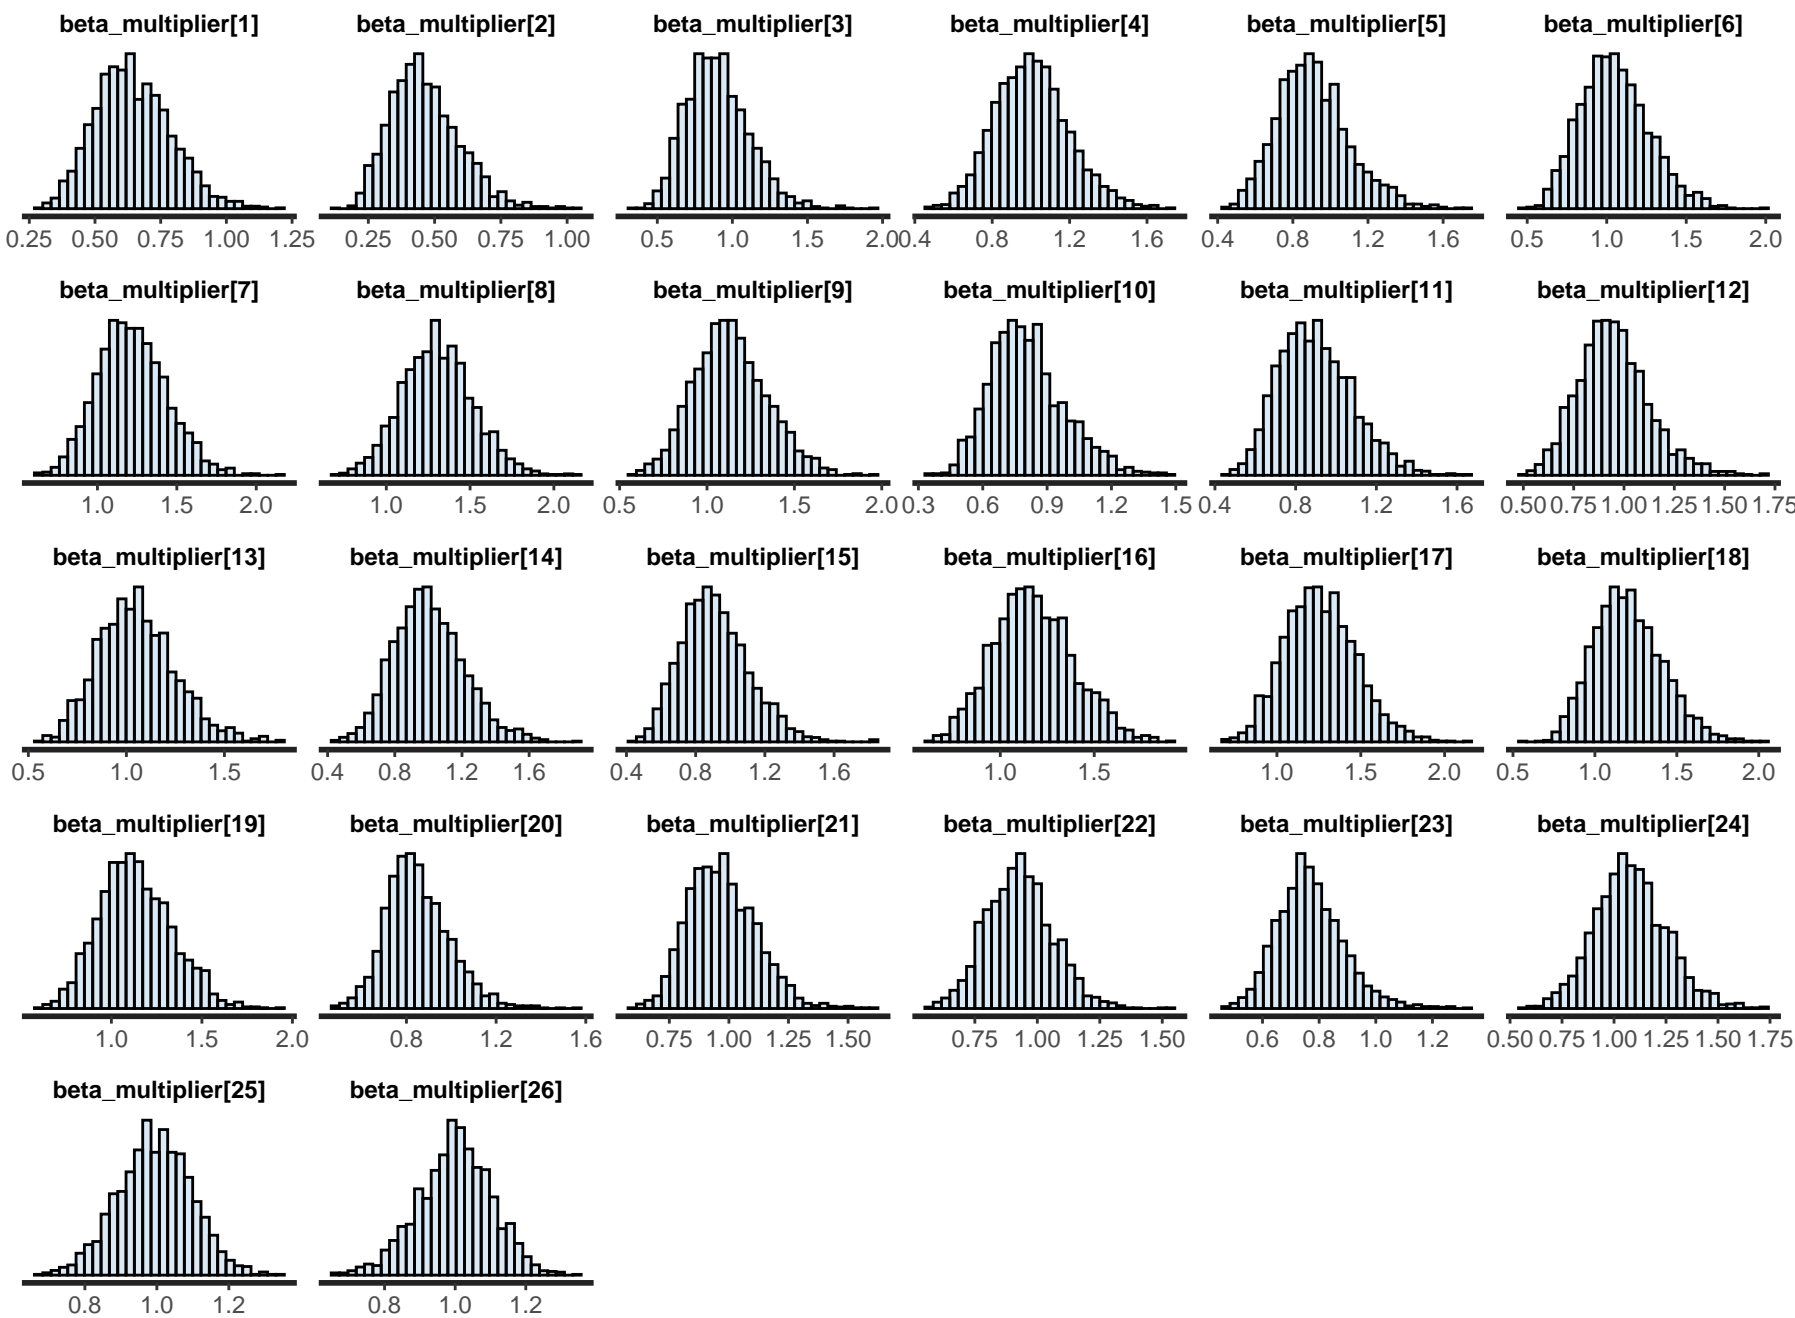 beta_multiplier[1] beta_multiplier[2] beta_multiplier[3] beta_multiplier[4] beta_multiplier[5] beta_multiplier[6]
0.25 0.50 0.75 1.00 1.25 0.25 0.50 0.75 1.00 0.5 1.0 1.5 2.00 0.4 0.8 1.2 1.6 0.4 0.8 1.2 1.6 0.5 1.0 1.5 2.0
beta_multiplier[7] beta_multiplier[8] beta_multiplier[9] beta_multiplier[10] beta_multiplier[11] beta_multiplier[12]
1.0 1.5 2.0 1.0 1.5 2.0 0.5 1.0 1.5 2.0 0.3 0.6 0.9 1.2 1.5 0.4 0.8 1.2 1.6 0.50 0.75 1.00 1.25 1.50 1.75
beta_multiplier[13] beta_multiplier[14] beta_multiplier[15] beta_multiplier[16] beta_multiplier[17] beta_multiplier[18]
0.5 1.0 1.5 0.4 0.8 1.2 1.6 0.4 0.8 1.2 1.6 1.0 1.5 1.0 1.5 2.0 0.5 1.0 1.5 2.0
beta_multiplier[19] beta_multiplier[20] beta_multiplier[21] beta_multiplier[22] beta_multiplier[23] beta_multiplier[24]
1.0 1.5 2.0 0.8 1.2 1.6 0.75 1.00 1.25 1.50 0.75 1.00 1.25 1.50 0.6 0.8 1.0 1.2 0.50 0.75 1.00 1.25 1.50 1.75
beta_multiplier[25] beta_multiplier[26]
0.8 1.0 1.2 0.8 1.0 1.2